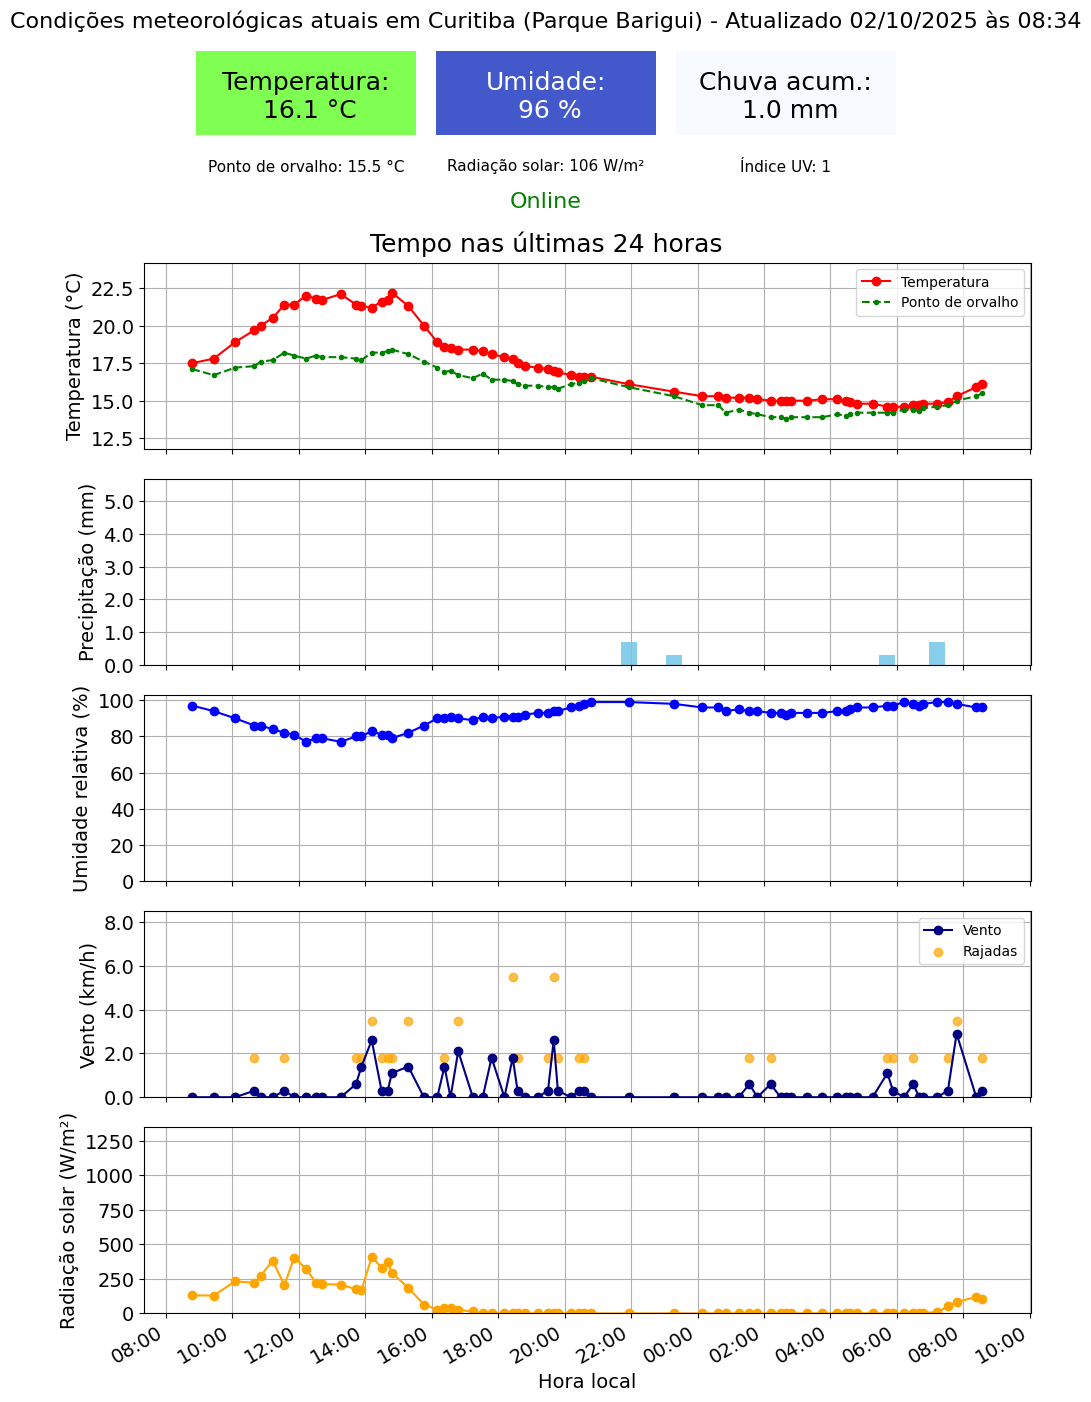 Condições meteorológicas atuais em Curitiba (Parque Barigui) - Atualizado 02/10/2025 às 08:34
Temperatura:
16.1 °C
Umidade:
96 %
Chuva acum.:
1.0 mm
Ponto de orvalho: 15.5 °C
Radiação solar: 106 W/m²
Índice UV: 1
Online
Tempo nas últimas 24 horas
Temperatura (°C)
22.5
20.0
17.5
15.0
12.5
Temperatura
Ponto de orvalho
Precipitação (mm)
5.0
4.0
3.0
2.0
1.0
0.0
Umidade relativa (%)
100
80
60
40
20
0
Vento (km/h)
8.0
6.0
4.0
2.0
0.0
Vento
Rajadas
Radiação solar (W/m²)
1250
1000
750
500
250
0
08:00
10:00
12:00
14:00
16:00
18:00
20:00
22:00
00:00
02:00
04:00
06:00
08:00
10:00
Hora local